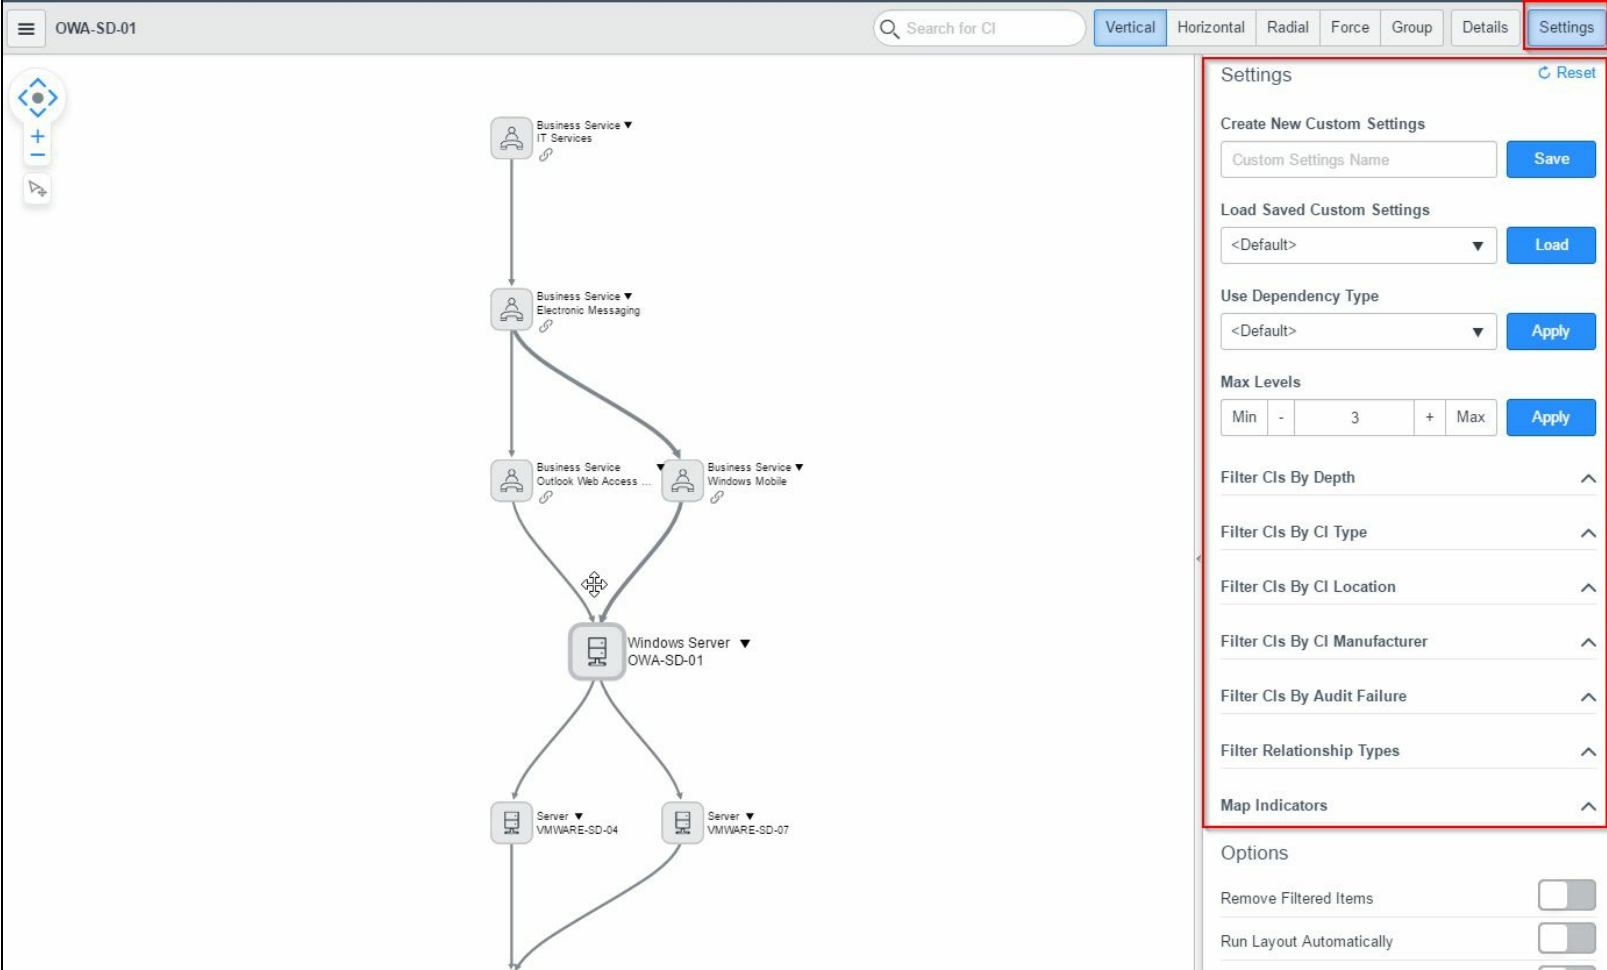 OWA-SD-01
Search for CI
Vertical Horizontal Radial Force Group Details Settings
Business Service
IT Services
Business Service
Electronic Messaging
Business Service
Outlook Web Access ...
Business Service
Windows Mobile
Windows Server
OWA-SD-01
Server
VMWARE-SD-04
Server
VMWARE-SD-07
Settings Reset
Create New Custom Settings
Custom Settings Name Save
Load Saved Custom Settings
<Default> Load
Use Dependency Type
<Default> Apply
Max Levels
Min - 3 + Max Apply
Filter CIs By Depth
Filter CIs By CI Type
Filter CIs By CI Location
Filter CIs By CI Manufacturer
Filter CIs By Audit Failure
Filter Relationship Types
Map Indicators
Options
Remove Filtered Items
Run Layout Automatically